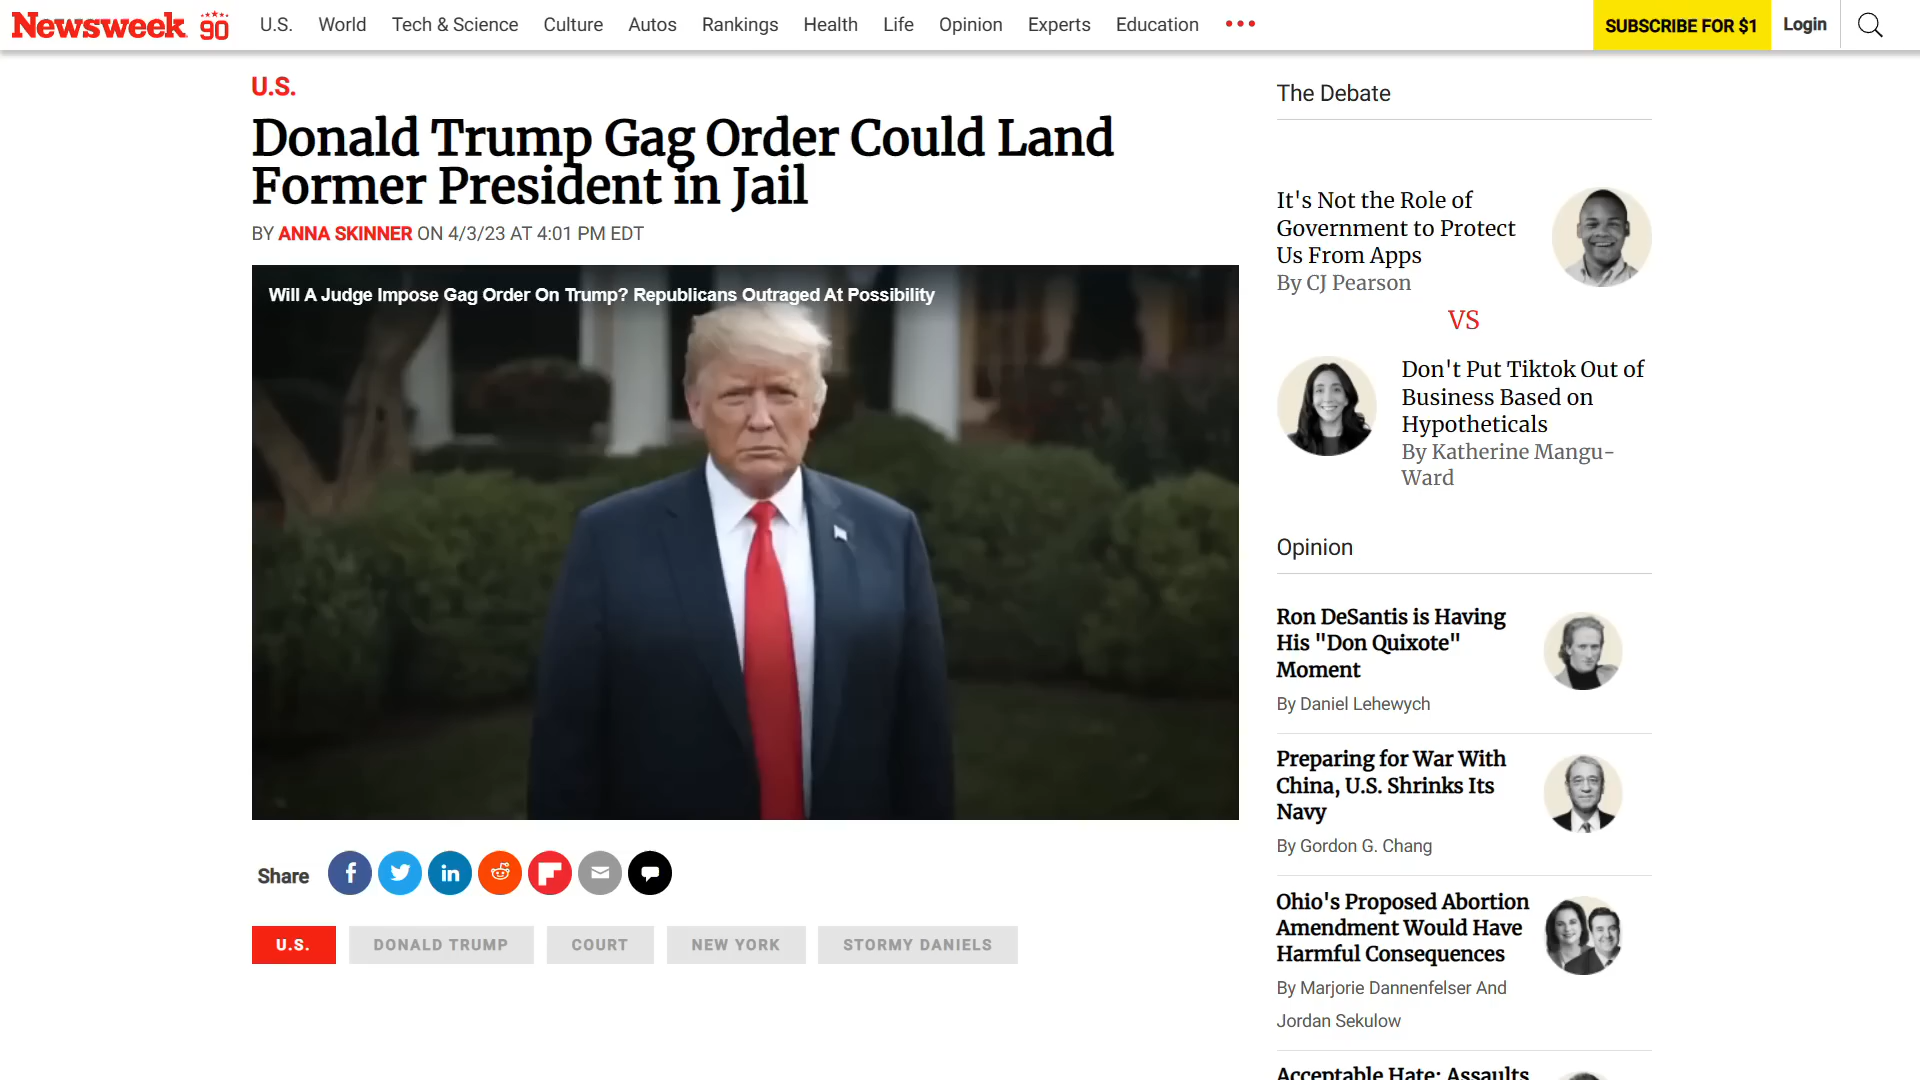 Newsweek 90
U.S. World Tech & Science Culture Autos Rankings Health Life Opinion Experts Education
SUBSCRIBE FOR $1 Login
U.S.
Donald Trump Gag Order Could Land
Former President in Jail
BY ANNA SKINNER ON 4/3/23 AT 4:01 PM EDT
Will A Judge Impose Gag Order On Trump? Republicans Outraged At Possibility
Share
U.S. DONALD TRUMP COURT NEW YORK STORMY DANIELS
The Debate
It's Not the Role of
Government to Protect
Us From Apps
By CJ Pearson
VS
Don't Put Tiktok Out of
Business Based on
Hypotheticals
By Katherine Mangu-
Ward
Opinion
Ron DeSantis is Having
His "Don Quixote"
Moment
By Daniel Lehewych
Preparing for War With
China, U.S. Shrinks Its
Navy
By Gordon G. Chang
Ohio's Proposed Abortion
Amendment Would Have
Harmful Consequences
By Marjorie Dannenfelser And
Jordan Sekulow
Acceptable Hate: Assaults